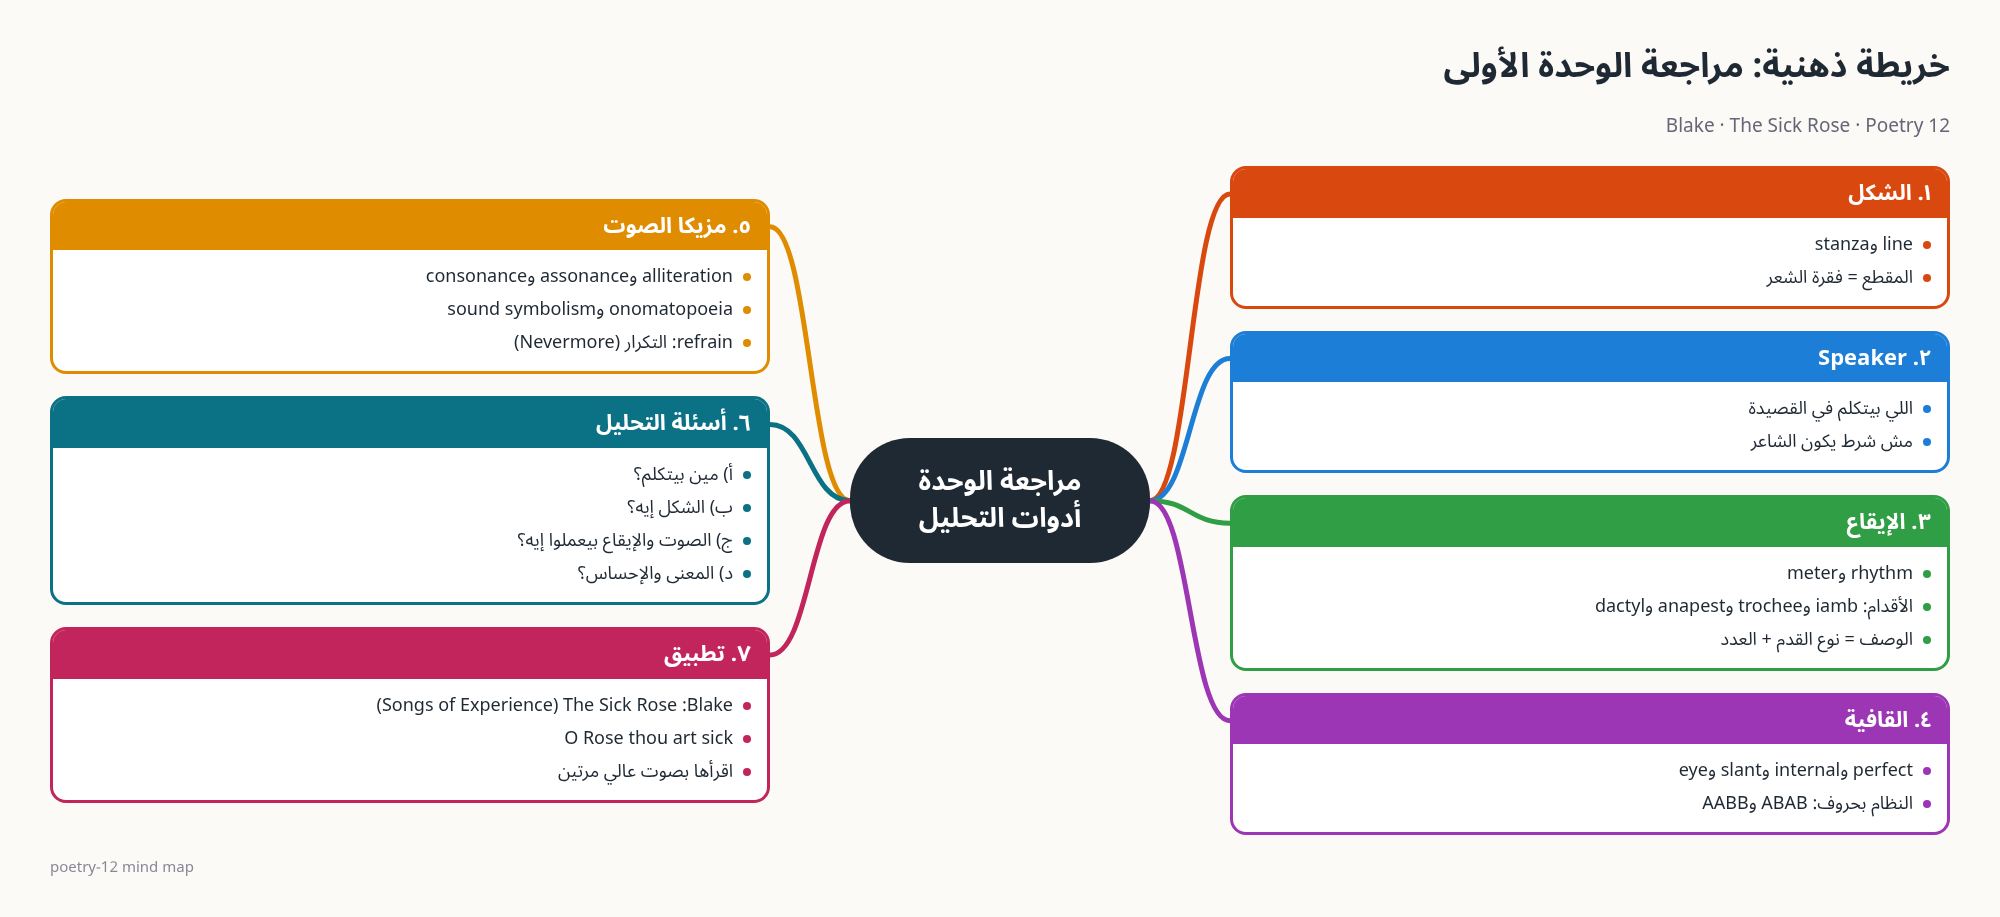 خريطة ذهنية: مراجعة الوحدة الأولى
Blake · The Sick Rose · Poetry 12
١. الشكل
line وstanza
المقطع = فقرة الشعر
٢. Speaker
اللي بيتكلم في القصيدة
مش شرط يكون الشاعر
٣. الإيقاع
rhythm وmeter
الأقدام: iamb وtrochee وanapest وdactyl
الوصف = نوع القدم + العدد
٤. القافية
perfect وinternal وslant وeye
النظام بحروف: ABAB وAABB
مراجعة الوحدة
أدوات التحليل
٥. مزيكا الصوت
alliteration وassonance وconsonance
onomatopoeia وsound symbolism
refrain: التكرار (Nevermore)
٦. أسئلة التحليل
أ) مين بيتكلم؟
ب) الشكل إيه؟
ج) الصوت والإيقاع بيعملوا إيه؟
د) المعنى والإحساس؟
٧. تطبيق
Blake: The Sick Rose (Songs of Experience)
O Rose thou art sick
اقرأها بصوت عالي مرتين
poetry-12 mind map